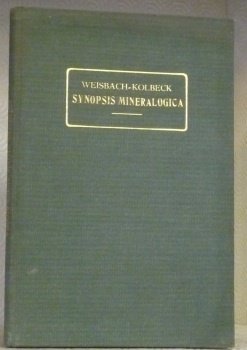 WEISBACH-KOLBECK
SYNOPSIS MINERALOGICA